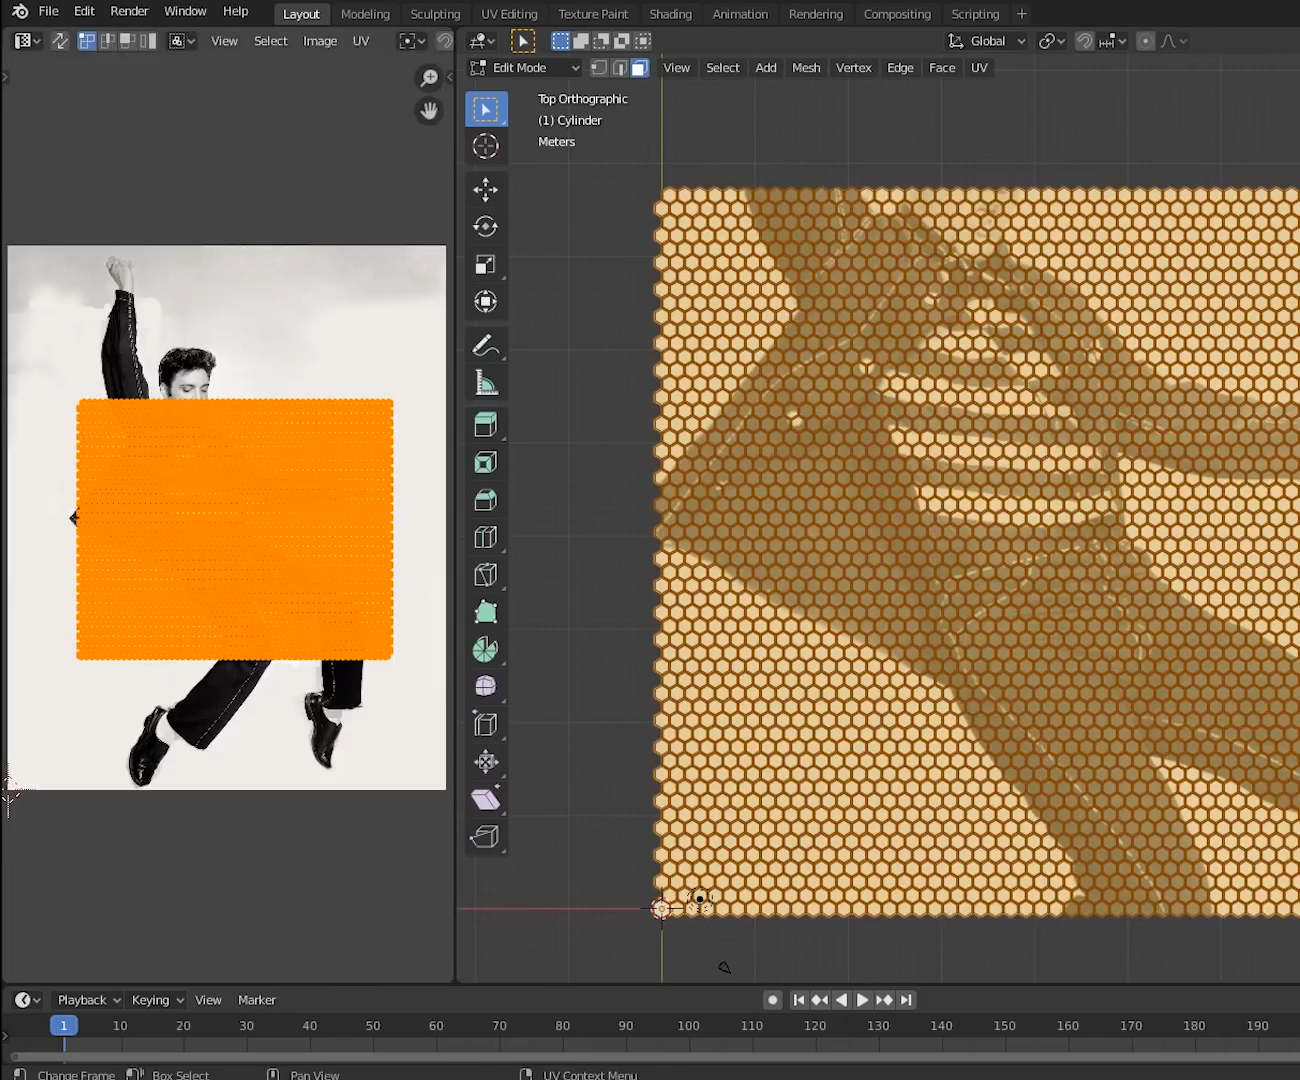 File Edit Render Window Help Layout Modeling Sculpting UV Editing Texture Paint Shading Animation Rendering Compositing Scripting +
View Select Image UV Global
Edit Mode View Select Add Mesh Vertex Edge Face UV
Top Orthographic
(1) Cylinder
Meters
Playback Keying View Marker
1 10 20 30 40 50 60 70 80 90 100 110 120 130 140 150 160 170 180 190
Change Frame Box Select Pan View UV Context Menu